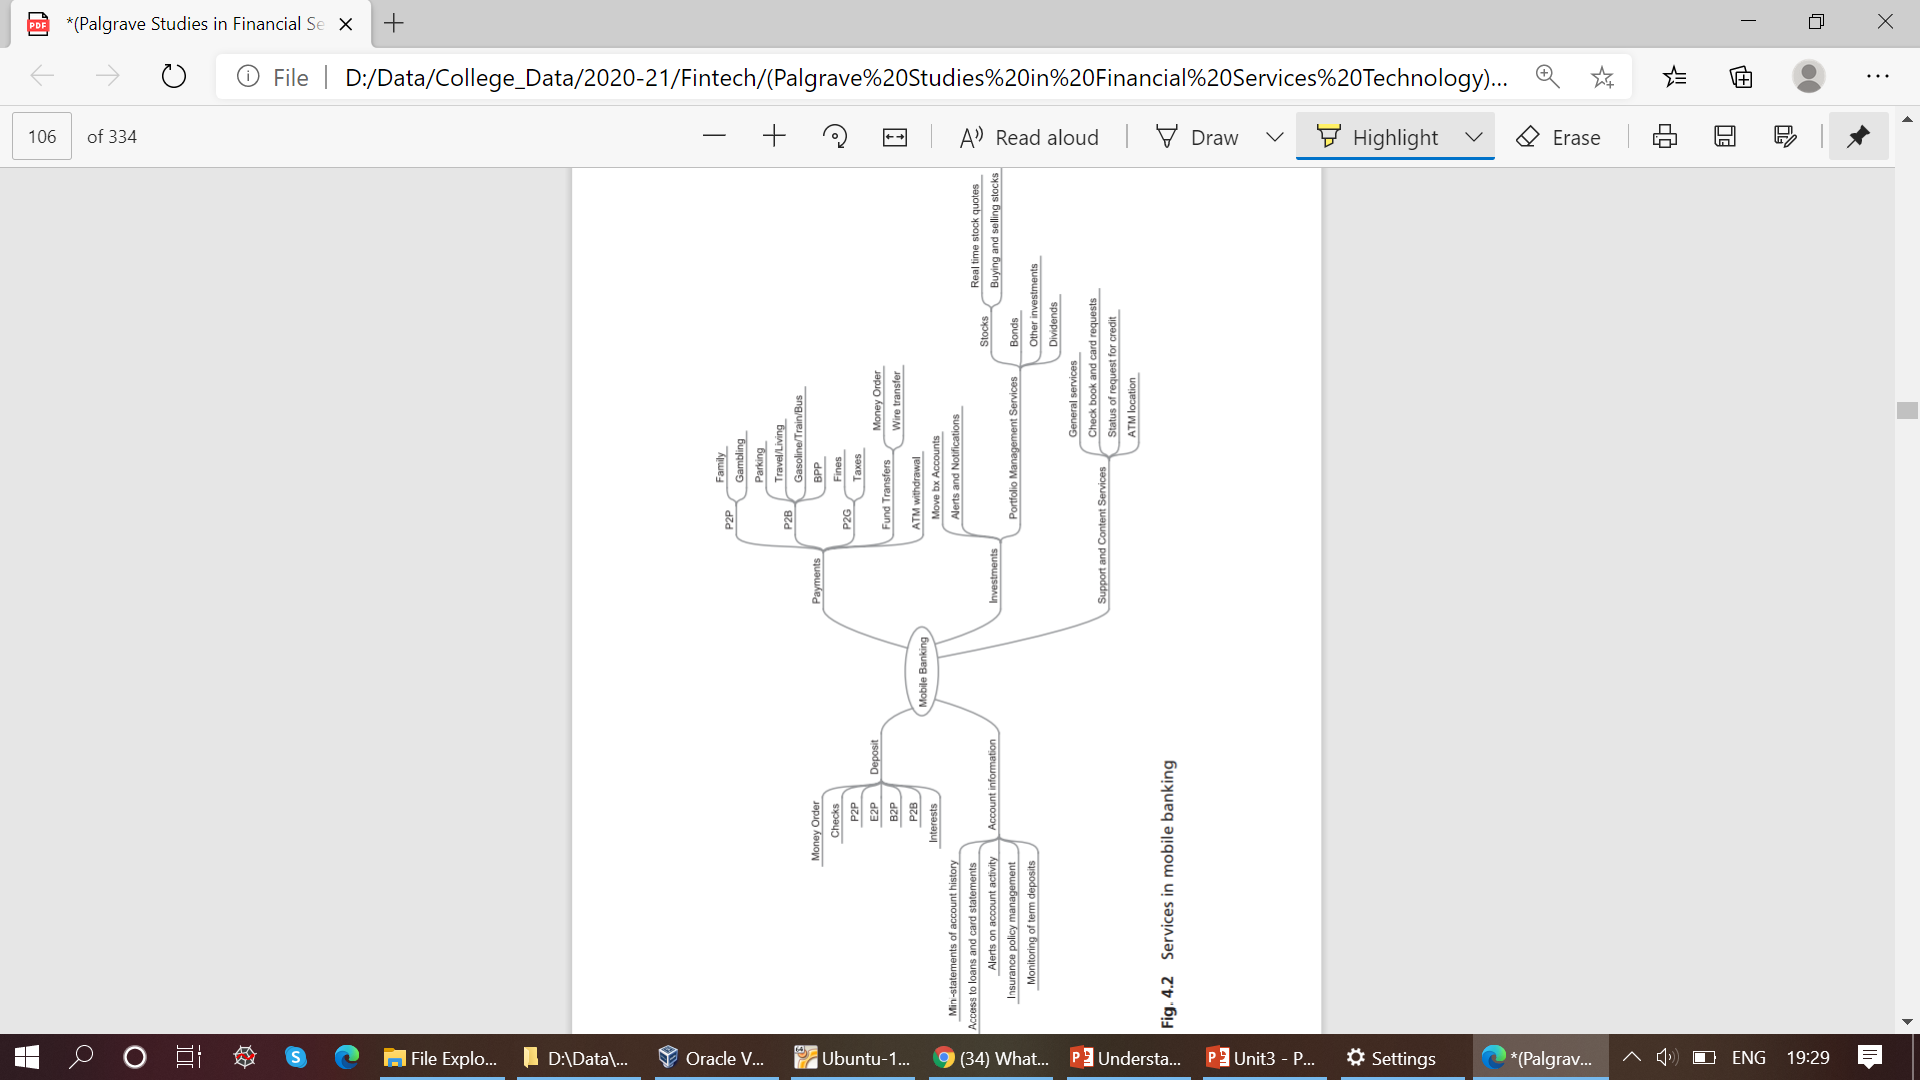 *(Palgrave Studies in Financial Se
File
D:/Data/College_Data/2020-21/Fintech/(Palgrave%20Studies%20in%20Financial%20Services%20Technology)...
106
of 334
Read aloud
Draw
Highlight
Erase
Mobile Banking
Payments
P2P
Family
Gambling
P2B
Parking
Travel/Living
Gasoline/Train/Bus
BPP
P2G
Fines
Taxes
Fund Transfers
Money Order
Wire transfer
ATM withdrawal
Investments
Move bx Accounts
Alerts and Notifications
Portfolio Management Services
Stocks
Real time stock quotes
Buying and selling stocks
Bonds
Other investments
Dividends
Support and Content Services
General services
Check book and card requests
Status of request for credit
ATM location
Deposit
Money Order
Checks
P2P
E2P
B2P
P2B
Interests
Account information
Mini-statements of account history
Access to loans and card statements
Alerts on account activity
Insurance policy management
Monitoring of term deposits
Fig. 4.2 Services in mobile banking
File Explo...
D:\Data\...
Oracle V...
Ubuntu-1...
(34) What...
Understa...
Unit3 - P...
Settings
*(Palgrav...
ENG
19:29